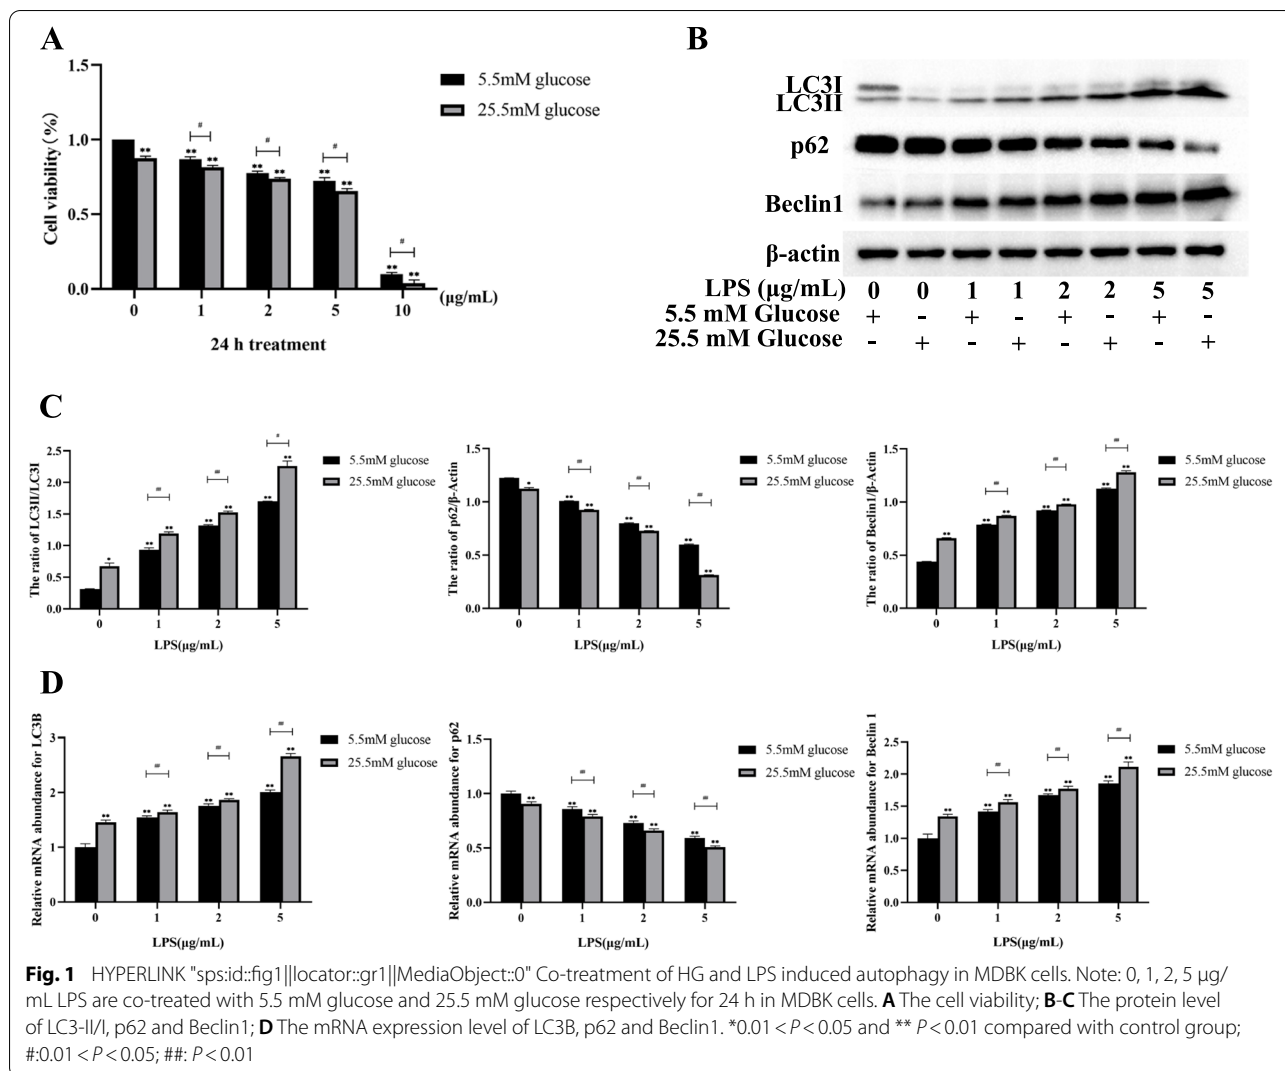 A
1.5
1.0
0.5
0.0
Cell viability (%)
5.5mM glucose
25.5mM glucose
#
#
#
#
**
**
**
**
**
**
**
**
**
0
1
2
5
10
(μg/mL)
24 h treatment
B
LC3I
LC3II
p62
Beclin1
β-actin
LPS (μg/mL) 0 0 1 1 2 2 5 5
5.5 mM Glucose + - + - + - + -
25.5 mM Glucose - + - + - + - +
C
The ratio of LC3II/LC3I
2.5
2.0
1.5
1.0
0.5
0.0
5.5mM glucose
25.5mM glucose
*
** **
** **
** **
##
##
#
0 1 2 5
LPS(μg/mL)
The ratio of p62/β-Actin
1.5
1.0
0.5
0.0
5.5mM glucose
25.5mM glucose
*
** **
** **
** **
##
##
##
0 1 2 5
LPS(μg/mL)
The ratio of Beclin1/β-Actin
1.5
1.0
0.5
0.0
5.5mM glucose
25.5mM glucose
**
** **
** **
** **
##
##
##
0 1 2 5
LPS(μg/mL)
D
Relative mRNA abundance for LC3B
3
2
1
0
5.5mM glucose
25.5mM glucose
**
** **
** **
** **
##
##
##
0 1 2 5
LPS(μg/mL)
Relative mRNA abundance for p62
1.5
1.0
0.5
0.0
5.5mM glucose
25.5mM glucose
**
** **
** **
** **
##
##
##
0 1 2 5
LPS(μg/mL)
Relative mRNA abundance for Beclin 1
2.5
2.0
1.5
1.0
0.5
0.0
5.5mM glucose
25.5mM glucose
**
** **
** **
** **
##
##
##
0 1 2 5
LPS(μg/mL)
Fig. 1 HYPERLINK "sps:id::fig1||locator::gr1||MediaObject::0" Co-treatment of HG and LPS induced autophagy in MDBK cells. Note: 0, 1, 2, 5 μg/
mL LPS are co-treated with 5.5 mM glucose and 25.5 mM glucose respectively for 24 h in MDBK cells. A The cell viability; B-C The protein level
of LC3-II/I, p62 and Beclin1; D The mRNA expression level of LC3B, p62 and Beclin1. *0.01 < P < 0.05 and ** P < 0.01 compared with control group;
#:0.01 < P < 0.05; ##: P < 0.01